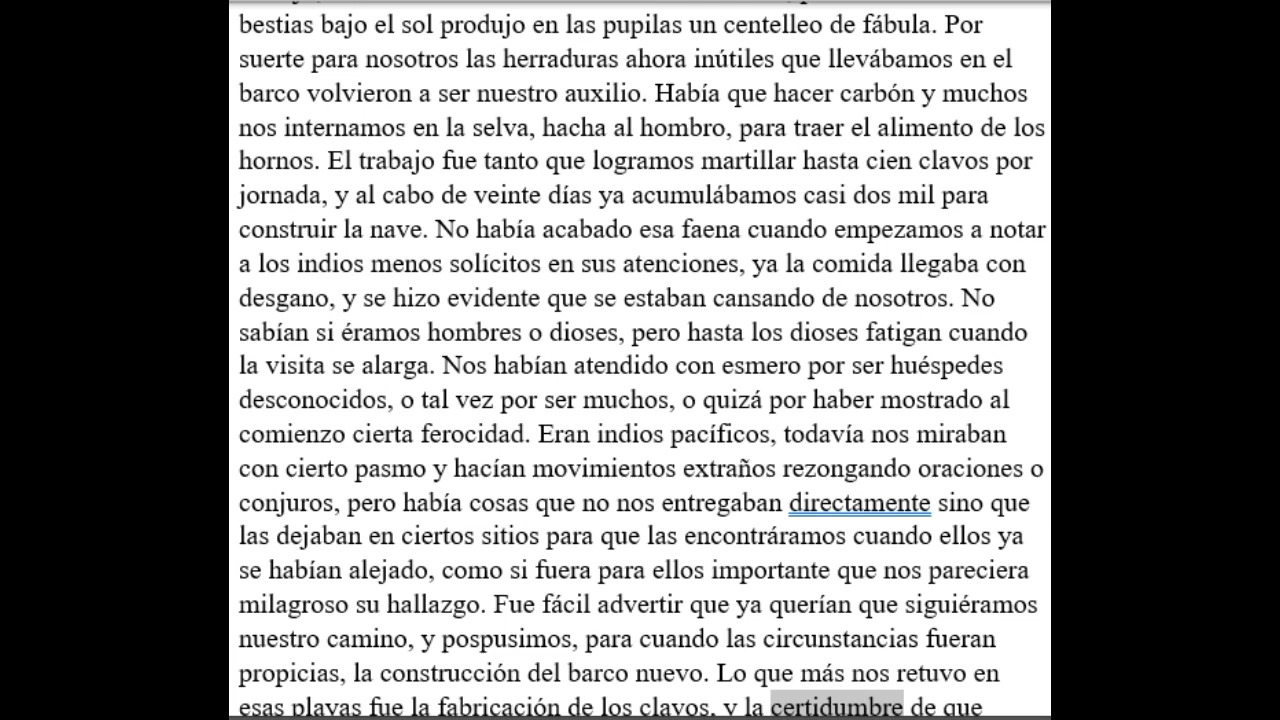 bestias bajo el sol produjo en las pupilas un centelleo de fábula. Por
suerte para nosotros las herraduras ahora inútiles que llevábamos en el
barco volvieron a ser nuestro auxilio. Había que hacer carbón y muchos
nos internamos en la selva, hacha al hombro, para traer el alimento de los
hornos. El trabajo fue tanto que logramos martillar hasta cien clavos por
jornada, y al cabo de veinte días ya acumulábamos casi dos mil para
construir la nave. No había acabado esa faena cuando empezamos a notar
a los indios menos solícitos en sus atenciones, ya la comida llegaba con
desgano, y se hizo evidente que se estaban cansando de nosotros. No
sabían si éramos hombres o dioses, pero hasta los dioses fatigan cuando
la visita se alarga. Nos habían atendido con esmero por ser huéspedes
desconocidos, o tal vez por ser muchos, o quizá por haber mostrado al
comienzo cierta ferocidad. Eran indios pacíficos, todavía nos miraban
con cierto pasmo y hacían movimientos extraños rezongando oraciones o
conjuros, pero había cosas que no nos entregaban directamente sino que
las dejaban en ciertos sitios para que las encontráramos cuando ellos ya
se habían alejado, como si fuera para ellos importante que nos pareciera
milagroso su hallazgo. Fue fácil advertir que ya querían que siguiéramos
nuestro camino, y pospusimos, para cuando las circunstancias fueran
propicias, la construcción del barco nuevo. Lo que más nos retuvo en
esas playas fue la fabricación de los clavos, y la certidumbre de que